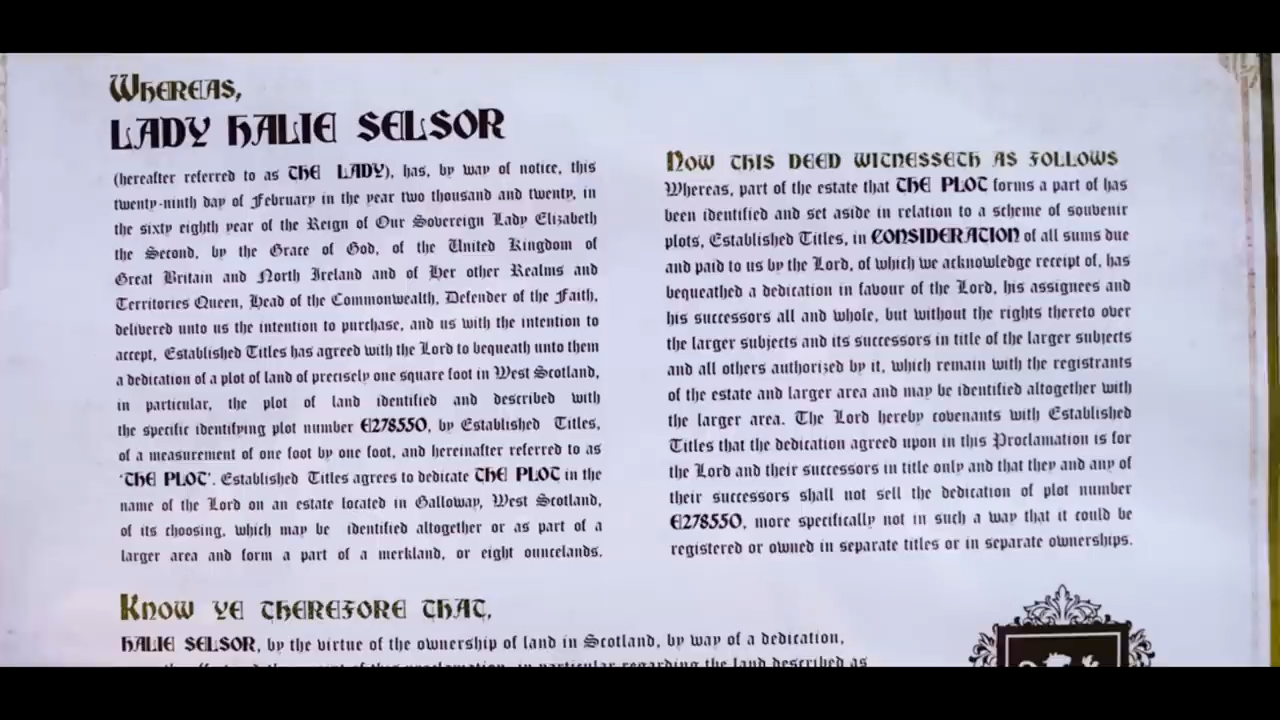 Whereas,
LADY HALIE SELSOR
(hereafter referred to as THE LADY), has, by way of notice, this
twenty-ninth day of February in the year two thousand and twenty, in
the sixty eighth year of the Reign of Our Sovereign Lady Elizabeth
the Second, by the Grace of God, of the United Kingdom of
Great Britain and North Ireland and of Her other Realms and
Territories Queen, Head of the Commonwealth, Defender of the Faith,
delivered unto us the intention to purchase, and us with the intention to
accept, Established Titles has agreed with the Lord to bequeath unto them
a dedication of a plot of land of precisely one square foot in West Scotland,
in particular, the plot of land identified and described with
the specific identifying plot number E278550, by Established Titles,
of a measurement of one foot by one foot, and hereinafter referred to as
'THE PLOT'. Established Titles agrees to dedicate THE PLOT in the
name of the Lord on an estate located in Galloway, West Scotland,
of its choosing, which may be identified altogether or as part of a
larger area and form a part of a merkland, or eight ouncelands.
NOW THIS DEED WITNESSETH AS FOLLOWS
Whereas, part of the estate that THE PLOT forms a part of has
been identified and set aside in relation to a scheme of souvenir
plots, Established Titles, in CONSIDERATION of all sums due
and paid to us by the Lord, of which we acknowledge receipt of, has
bequeathed a dedication in favour of the Lord, his assignees and
his successors all and whole, but without the rights thereto over
the larger subjects and its successors in title of the larger subjects
and all others authorized by it, which remain with the registrants
of the estate and larger area and may be identified altogether with
the larger area. The Lord hereby covenants with Established
Titles that the dedication agreed upon in this Proclamation is for
the Lord and their successors in title only and that they and any of
their successors shall not sell the dedication of plot number
E278550, more specifically not in such a way that it could be
registered or owned in separate titles or in separate ownerships.
KNOW YE THEREFORE THAT,
HALIE SELSOR, by the virtue of the ownership of land in Scotland, by way of a dedication,
proclamation, in particular regarding the land described as